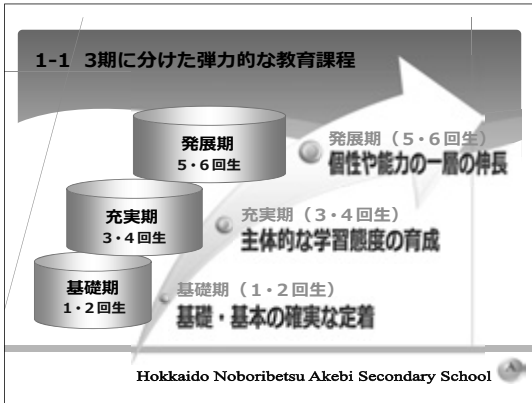 1-1 3期に分けた弾力的な教育課程
発展期
5・6回生
発展期(5・6回生)
個性や能力の一層の伸長
充実期
3・4回生
充実期(3・4回生)
主体的な学習態度の育成
基礎期
1・2回生
基礎期(1・2回生)
基礎・基本の確実な定着
Hokkaido Noboribetsu Akebi Secondary School